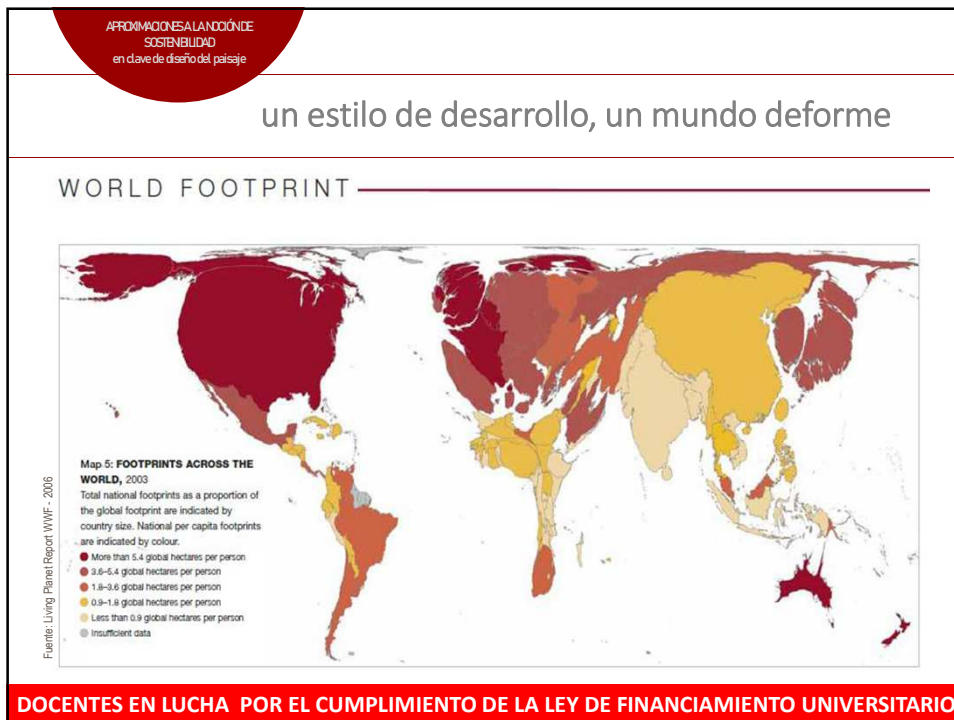 APROXIMACIONES A LA NOCIÓN DE
SOSTENIBILIDAD
en clave de diseño del paisaje
un estilo de desarrollo, un mundo deforme
WORLD FOOTPRINT
Map 5: FOOTPRINTS ACROSS THE
WORLD, 2003
Total national footprints as a proportion of
the global footprint are indicated by
country size. National per capita footprints
are indicated by colour.
More than 5.4 global hectares per person
3.6–5.4 global hectares per person
1.8–3.6 global hectares per person
0.9–1.8 global hectares per person
Less than 0.9 global hectares per person
Insufficient data
Fuente: Living Planet Report WWF - 2006
DOCENTES EN LUCHA POR EL CUMPLIMIENTO DE LA LEY DE FINANCIAMIENTO UNIVERSITARIO